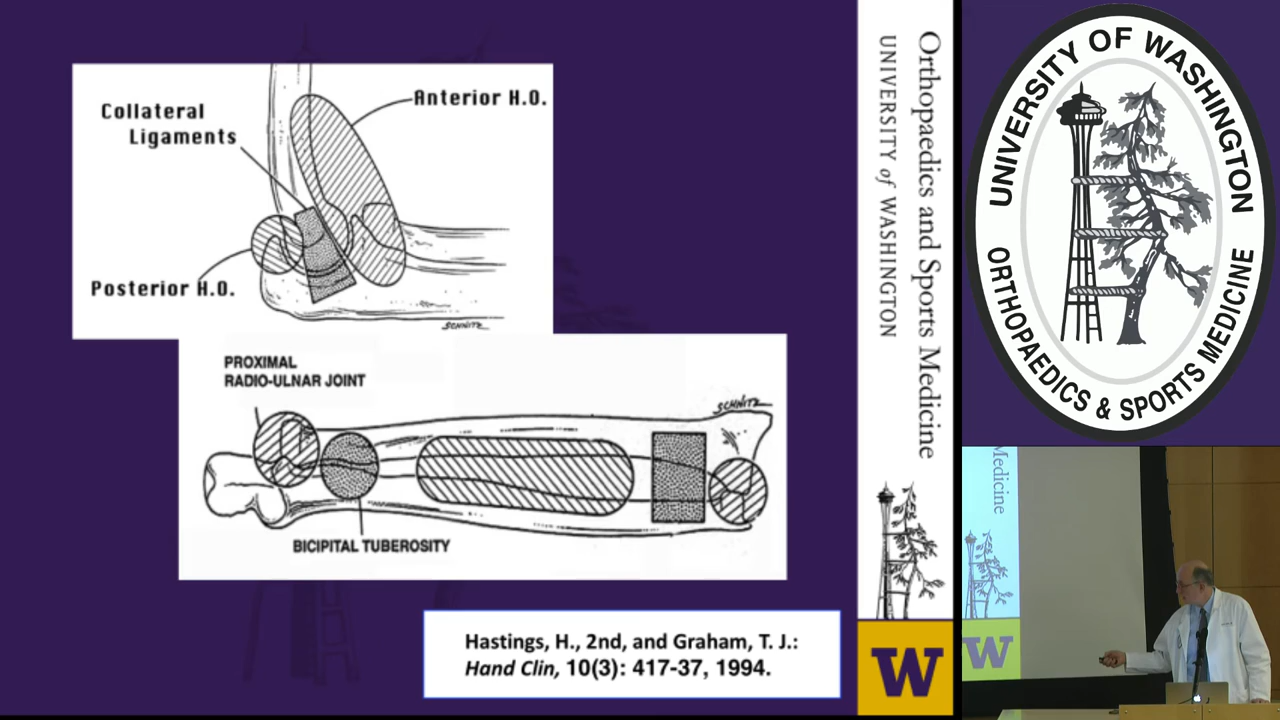 Collateral
Ligaments
Anterior H.O.
Posterior H.O.
SCHNITZ
PROXIMAL
RADIO-ULNAR JOINT
SCHNITZ
BICIPITAL TUBEROSITY
Hastings, H., 2nd, and Graham, T. J.:
Hand Clin, 10(3): 417-37, 1994.
Orthopaedics and Sports Medicine
UNIVERSITY of WASHINGTON
W
UNIVERSITY OF WASHINGTON
ORTHOPAEDICS & SPORTS MEDICINE
Medicine
W